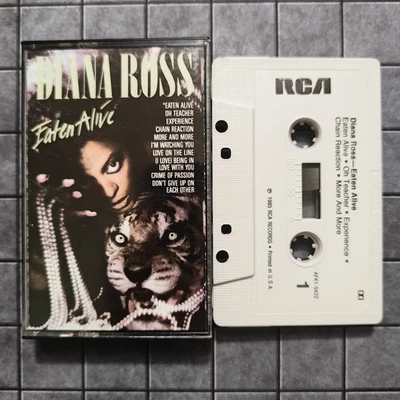 DIANA ROSS
Eaten Alive
"EATEN ALIVE
OH TEACHER
EXPERIENCE
CHAIN REACTION
MORE AND MORE
I'M WATCHING YOU
LOVE ON THE LINE
(I LOVE) BEING IN
LOVE WITH YOU
CRIME OF PASSION
DON'T GIVE UP ON
EACH OTHER
RCA
Diana Ross—Eaten Alive
Eaten Alive • Oh Teacher • Experience •
Chain Reaction • More And More
℗ 1985 RCA RECORDS • Printed in U.S.A.
1
AFK1-5422